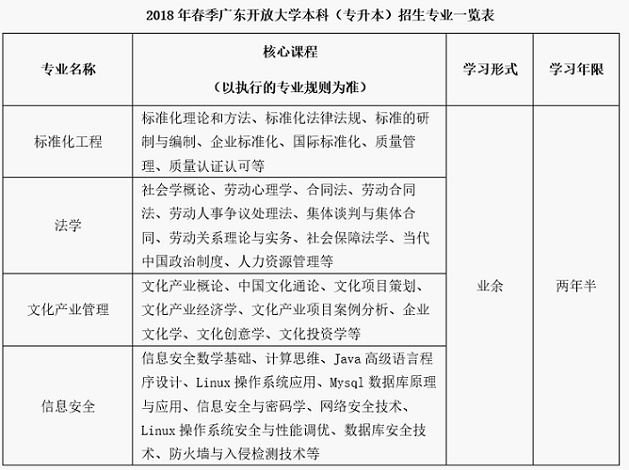 2018 年春季广东开放大学本科（专升本）招生专业一览表
专业名称
核心课程
（以执行的专业规则为准）
学习形式
学习年限
标准化工程
标准化理论和方法、标准化法律法规、标准的研
制与编制、企业标准化、国际标准化、质量管
理、质量认证认可等
法学
社会学概论、劳动心理学、合同法、劳动合同
法、劳动人事争议处理法、集体谈判与集体合
同、劳动关系理论与实务、社会保障法学、当代
中国政治制度、人力资源管理等
文化产业管理
文化产业概论、中国文化通论、文化项目策划、
文化产业经济学、文化产业项目案例分析、企业
文化学、文化创意学、文化投资学等
信息安全
信息安全数学基础、计算思维、Java 高级语言程
序设计、Linux 操作系统应用、Mysql 数据库原理
与应用、信息安全与密码学、网络安全技术、
Linux 操作系统安全与性能调优、数据库安全技
术、防火墙与入侵检测技术等
业余
两年半